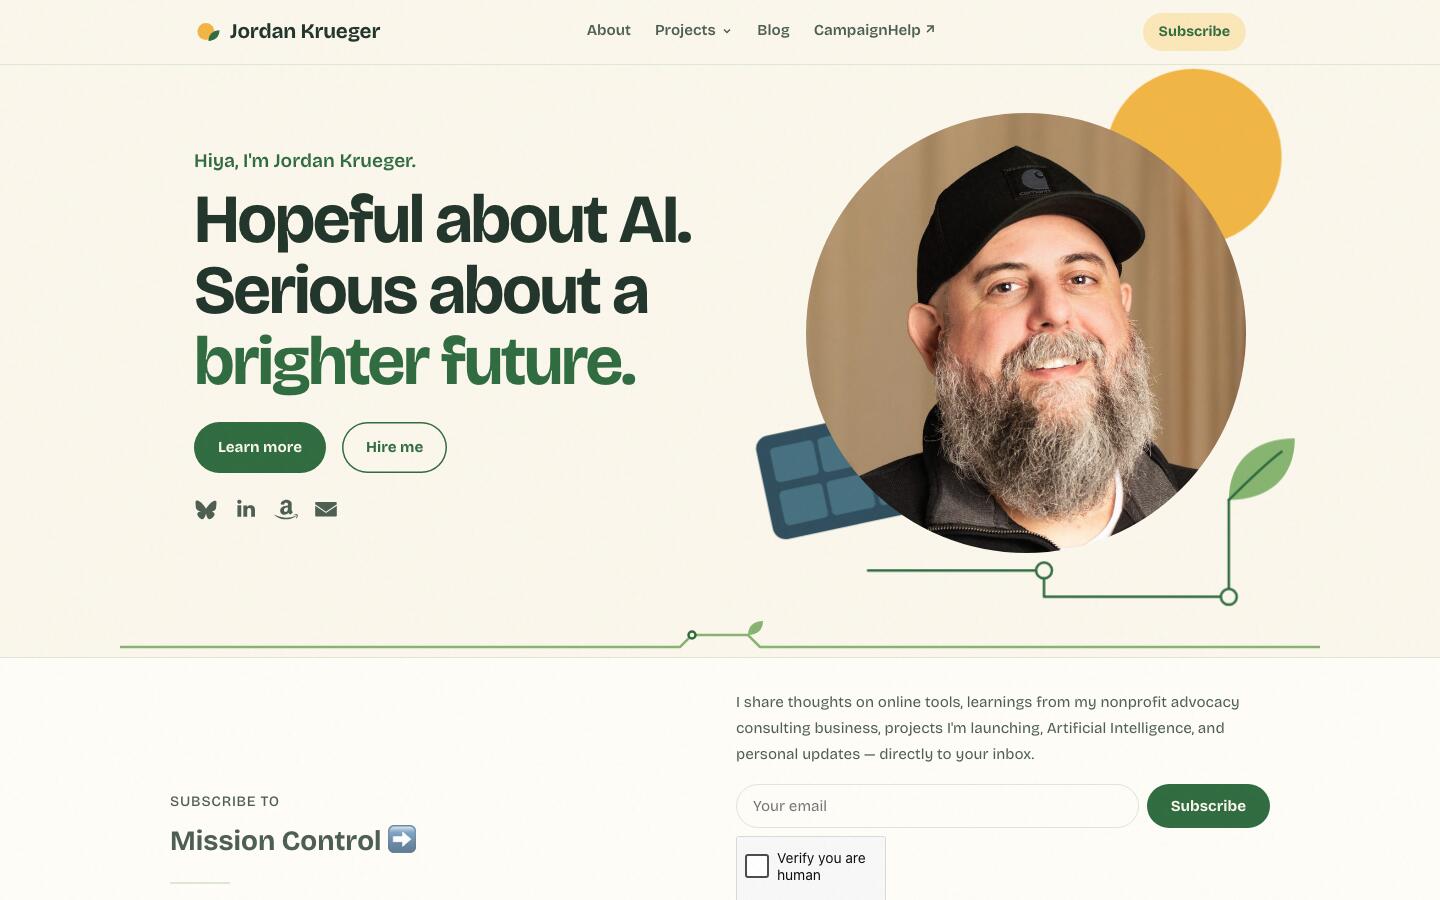 Jordan Krueger
About
Projects
Blog
CampaignHelp ↗
Subscribe
Hiya, I'm Jordan Krueger.
Hopeful about AI.
Serious about a
brighter future.
Learn more
Hire me
I share thoughts on online tools, learnings from my nonprofit advocacy
consulting business, projects I'm launching, Artificial Intelligence, and
personal updates — directly to your inbox.
SUBSCRIBE TO
Mission Control ➡️
Your email
Subscribe
Verify you are
human